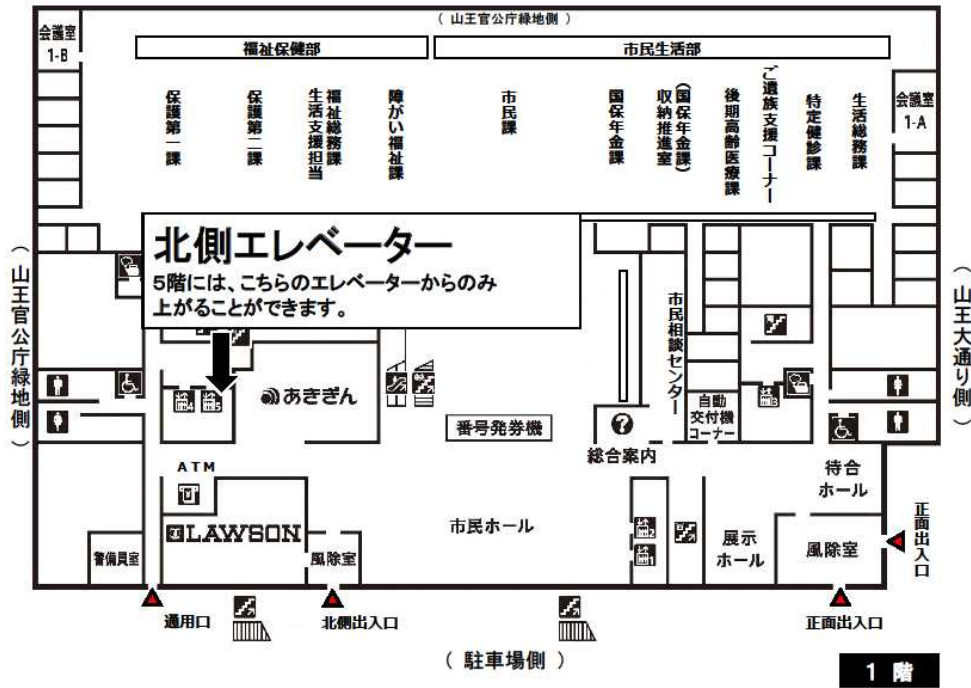 （ 山王官公庁緑地側 ）
会議室
1-B
福祉保健部
市民生活部
保護第一課
保護第二課
福祉総務課
生活支援担当
障がい福祉課
市民課
国保年金課
(国保年金課)
収納推進室
後期高齢医療課
ご遺族支援コーナー
特定健診課
生活総務課
会議室
1-A
北側エレベーター
5階には、こちらのエレベーターからのみ
上がることができます。
（ 山王官公庁緑地側 ）
（ 山王大通り側 ）
市民相談センター
あきぎん
番号発券機
自動
交付機
コーナー
総合案内
ATM
LAWSON
市民ホール
待合
ホール
展示
ホール
風除室
正面出入口
警備員室
風除室
通用口
北側出入口
正面出入口
（ 駐車場側 ）
1 階